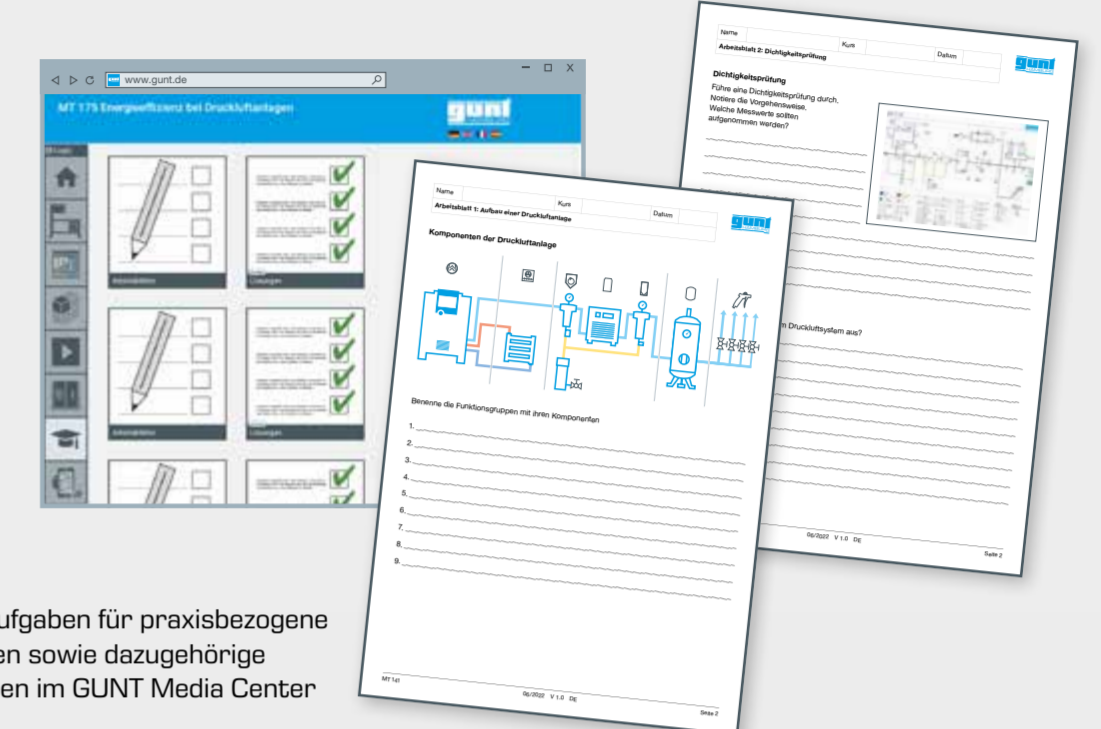 www.gunt.de
MT 175 Energieeffizienz bei Druckluftanlagen
gunt
Lösungen
Lösungen
Name Kurs Datum
Arbeitsblatt 2: Dichtigkeitsprüfung
gunt
Dichtigkeitsprüfung
Führe eine Dichtigkeitsprüfung durch.
Notiere die Vorgehensweise.
Welche Messwerte sollten
aufgenommen werden?
m Druckluftsystem aus?
06/2022 V 1.0 DE
Seite 2
Name Kurs Datum
Arbeitsblatt 1: Aufbau einer Druckluftanlage
gunt
Komponenten der Druckluftanlage
Benenne die Funktionsgruppen mit ihren Komponenten
1.
2.
3.
4.
5.
6.
7.
8.
9.
MT 141
06/2022 V 1.0 DE
Seite 2
ufgaben für praxisbezogene
en sowie dazugehörige
en im GUNT Media Center